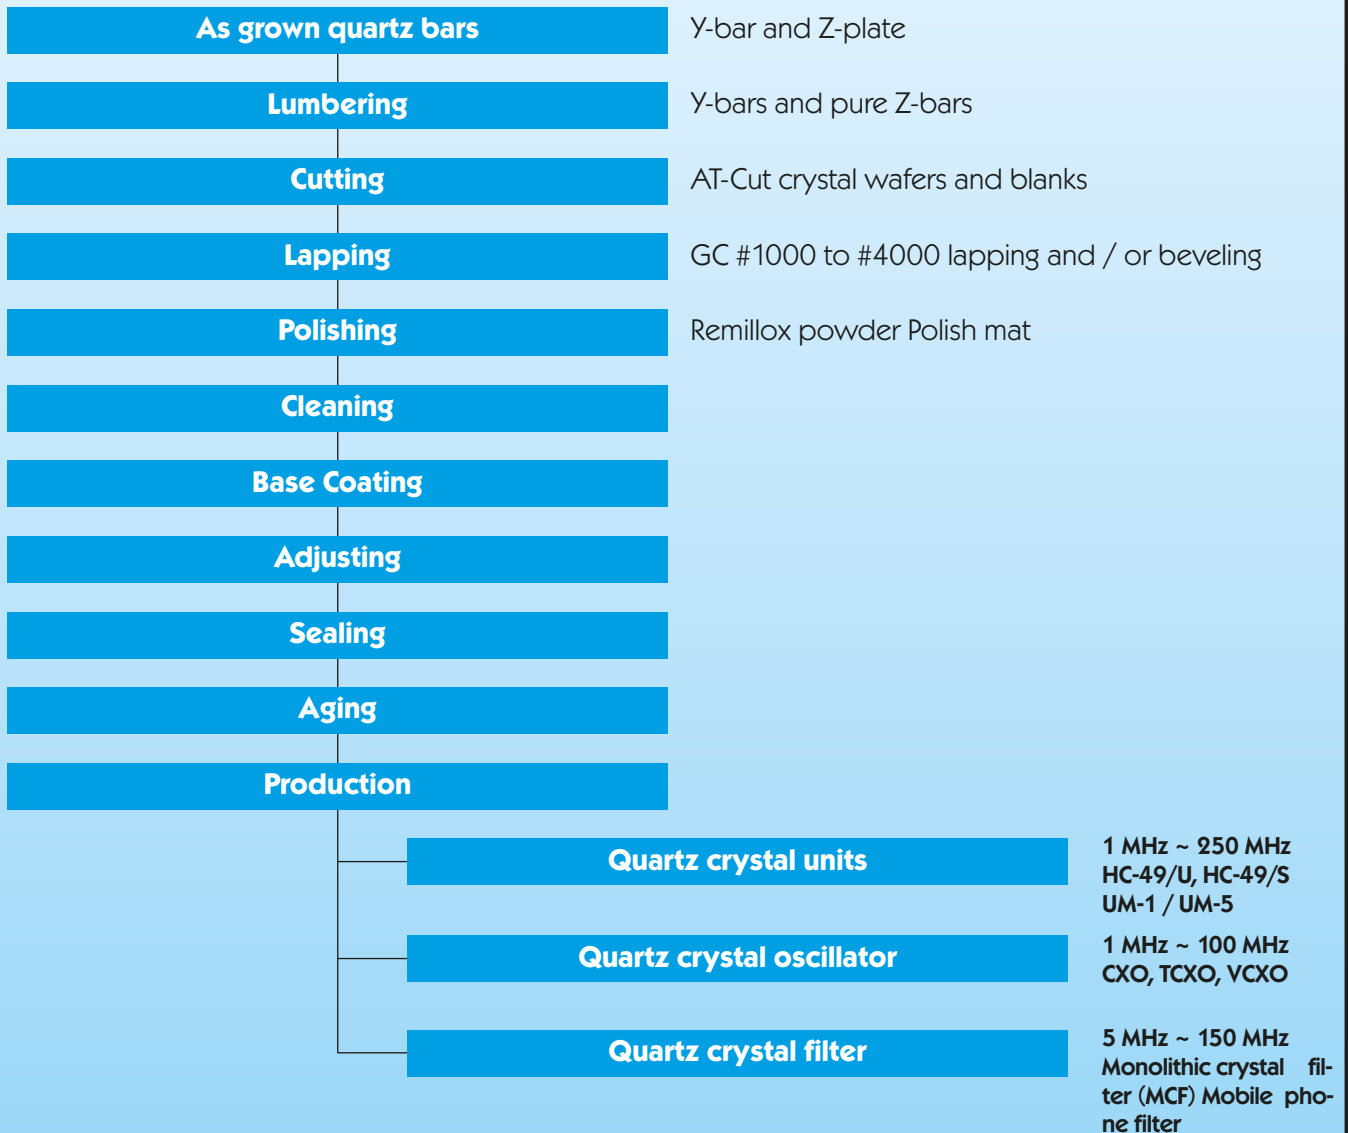 As grown quartz bars
Y-bar and Z-plate
Lumbering
Y-bars and pure Z-bars
Cutting
AT-Cut crystal wafers and blanks
Lapping
GC #1000 to #4000 lapping and / or beveling
Polishing
Remillox powder Polish mat
Cleaning
Base Coating
Adjusting
Sealing
Aging
Production
Quartz crystal units
1 MHz ~ 250 MHz
HC-49/U, HC-49/S
UM-1 / UM-5
Quartz crystal oscillator
1 MHz ~ 100 MHz
CXO, TCXO, VCXO
Quartz crystal filter
5 MHz ~ 150 MHz
Monolithic crystal fil-
ter (MCF) Mobile pho-
ne filter